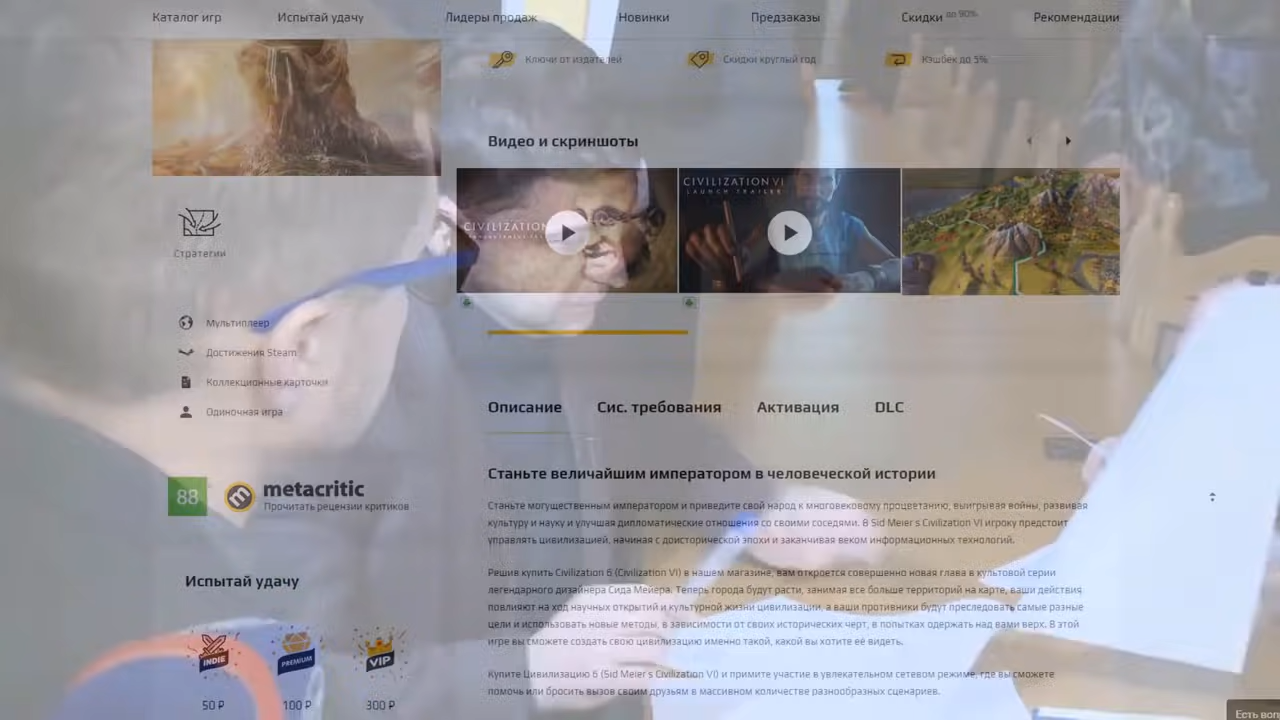 Каталог игр
Испытай удачу
Лидеры продаж
Новинки
Предзаказы
Скидки до 90%
Рекомендации
Ключи от издателей
Скидки круглый год
Кэшбек до 5%
Видео и скриншоты
CIVILIZATION
CIVILIZATION VI
LAUNCH TRAILER
Стратегии
Мультиплеер
Достижения Steam
Коллекционные карточки
Одиночная игра
Описание
Сис. требования
Активация
DLC
Станьте величайшим императором в человеческой истории
Станьте могущественным императором и приведите свой народ к многовековому процветанию, выигрывая войны, развивая
культуру и науку и улучшая дипломатические отношения со своими соседями. В Sid Meier s Civilization VI игроку предстоит
управлять цивилизацией, начиная с доисторической эпохи и заканчивая веком информационных технологий.
88
metacritic
Прочитать рецензии критиков
Решив купить Civilization 6 (Civilization VI) в нашем магазине, вам откроется совершенно новая глава в культовой серии
легендарного дизайнера Сида Мейера. Теперь города будут расти, занимая все больше территорий на карте, ваши действия
повлияют на ход научных открытий и культурной жизни цивилизации, а ваши противники будут преследовать самые разные
цели и использовать новые методы, в зависимости от своих исторических черт, в попытках одержать над вами верх. В этой
игре вы сможете создать свою цивилизацию именно такой, какой вы хотите её видеть.
Купите Цивилизацию 6 (Sid Meier s Civilization VI) и примите участие в увлекательном сетевом режиме, где вы сможете
помочь или бросить вызов своим друзьям в массивном количестве разнообразных сценариев.
Испытай удачу
INDIE
PREMIUM
VIP
50 ₽
100 ₽
300 ₽
Есть воп